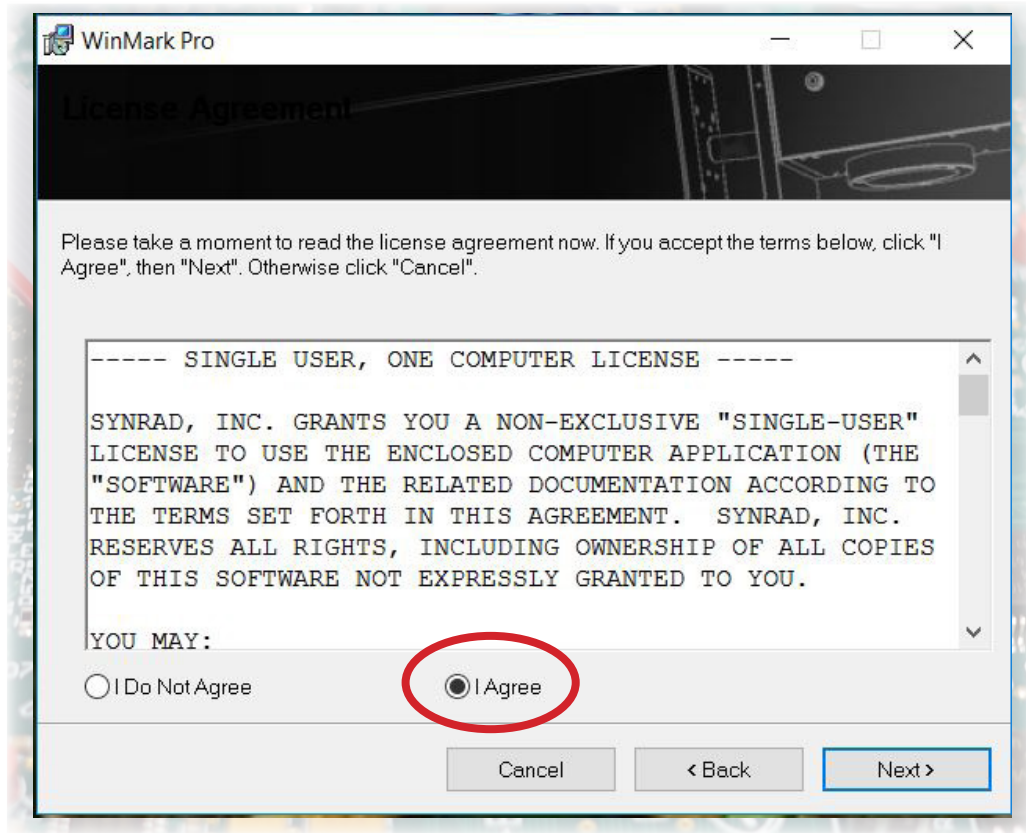 WinMark Pro
License Agreement
Please take a moment to read the license agreement now. If you accept the terms below, click "I
Agree", then "Next". Otherwise click "Cancel".
----- SINGLE USER, ONE COMPUTER LICENSE -----
SYNRAD, INC. GRANTS YOU A NON-EXCLUSIVE "SINGLE-USER"
LICENSE TO USE THE ENCLOSED COMPUTER APPLICATION (THE
"SOFTWARE") AND THE RELATED DOCUMENTATION ACCORDING TO
THE TERMS SET FORTH IN THIS AGREEMENT. SYNRAD, INC.
RESERVES ALL RIGHTS, INCLUDING OWNERSHIP OF ALL COPIES
OF THIS SOFTWARE NOT EXPRESSLY GRANTED TO YOU.
YOU MAY:
I Do Not Agree
I Agree
Cancel
< Back
Next >